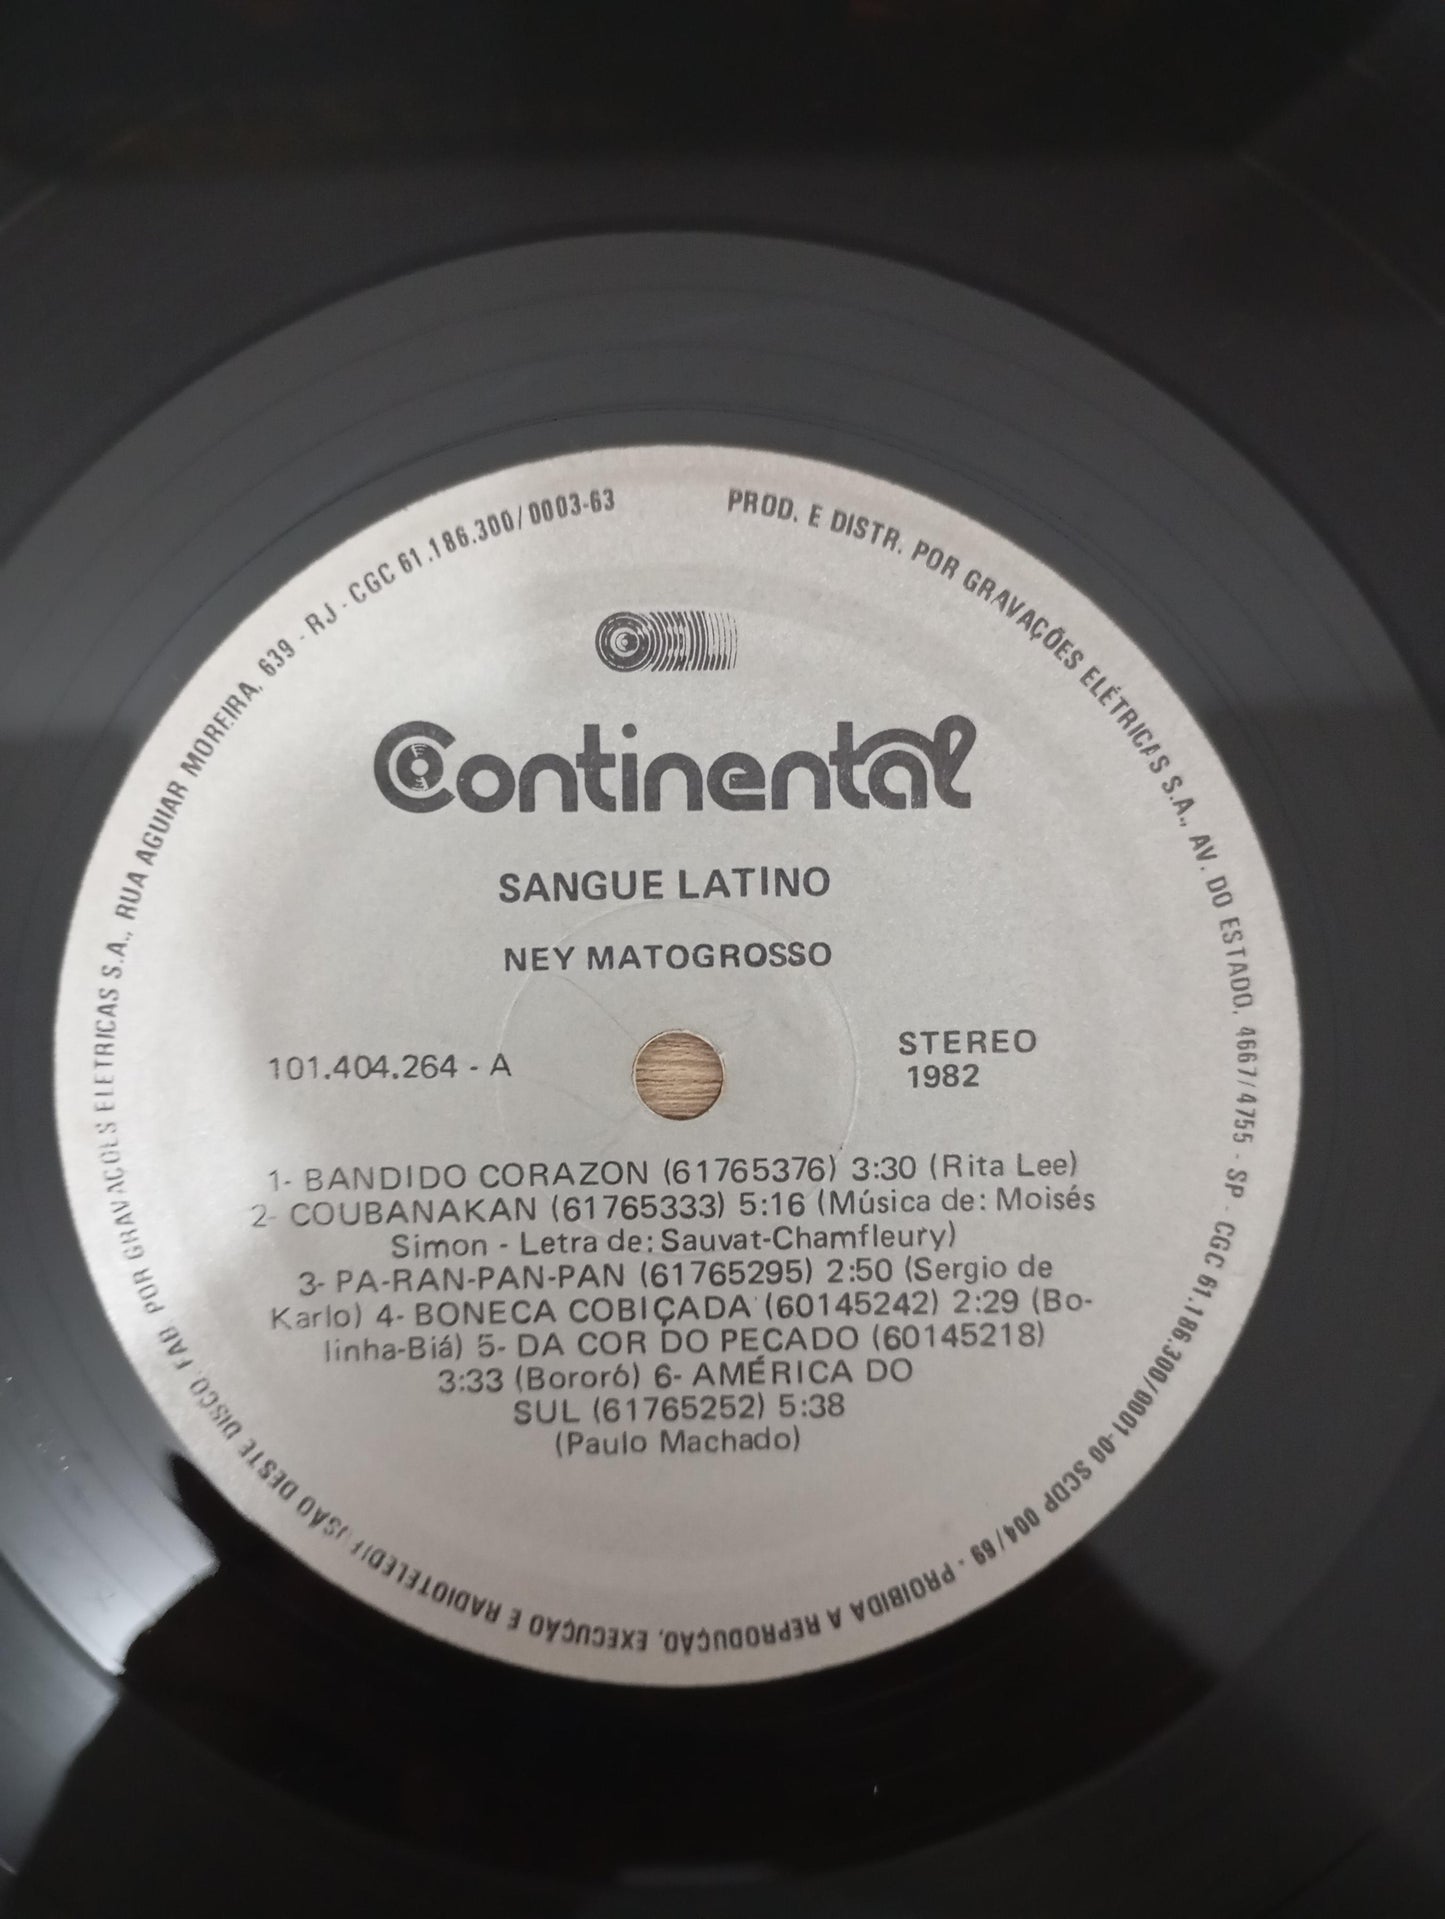 PROD. E DISTR. POR GRAVAÇÕES ELÉTRICAS S.A., AV. DO ESTADO, 4667/4755 - SP - CGC 61.186.300/0001-00 SCDP 004/69 - PROIBIDA A REPRODUÇÃO, EXECUÇÃO E RADIOTELEDIFUSÃO DESTE DISCO. FAB. POR GRAVAÇÕES ELÉTRICAS S.A., RUA AGUIAR MOREIRA, 639 - RJ - CGC 61.186.300/0003-63
Continental
SANGUE LATINO
NEY MATOGROSSO
101.404.264 - A
STEREO
1982
1- BANDIDO CORAZON (61765376) 3:30 (Rita Lee)
2- COUBANAKAN (61765333) 5:16 (Música de: Moisés
Simon - Letra de: Sauvat-Chamfleury)
3- PA-RAN-PAN-PAN (61765295) 2:50 (Sergio de
Karlo) 4- BONECA COBIÇADA (60145242) 2:29 (Bo-
linha-Biá) 5- DA COR DO PECADO (60145218)
3:33 (Bororó) 6- AMÉRICA DO
SUL (61765252) 5:38
(Paulo Machado)